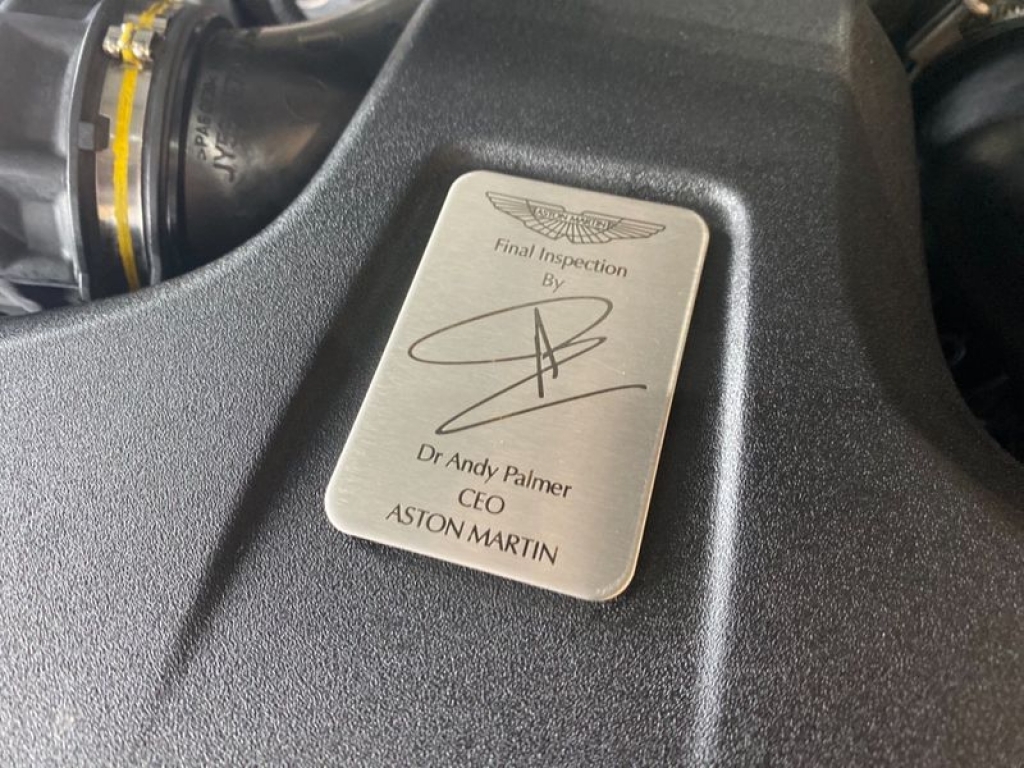 ASTON MARTIN
Final Inspection
By
Dr Andy Palmer
CEO
ASTON MARTIN